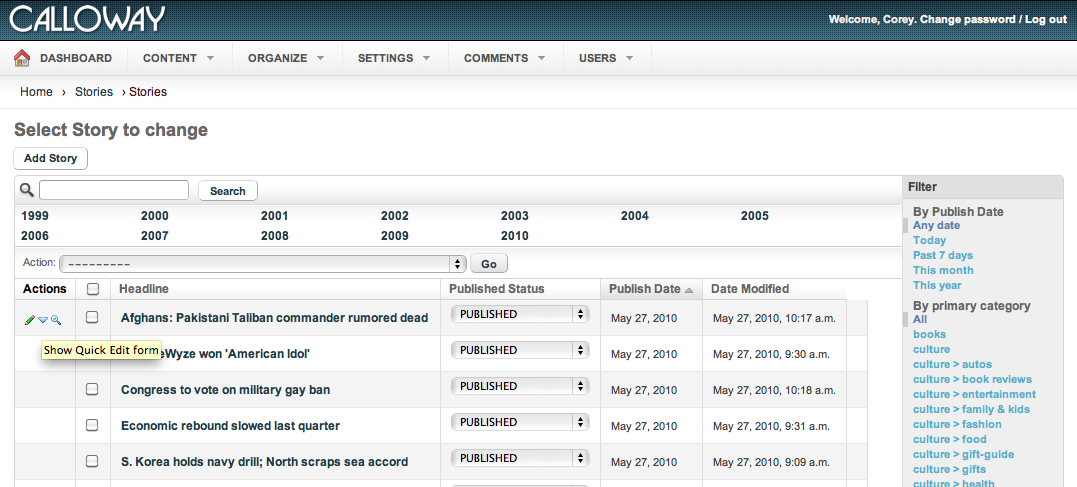 CALLOWAY
Welcome, Corey. Change password / Log out
DASHBOARD CONTENT ORGANIZE SETTINGS COMMENTS USERS
Home › Stories › Stories
Select Story to change
Add Story
Search
1999 2000 2001 2002 2003 2004 2005
2006 2007 2008 2009 2010
Action: --------- Go
Actions Headline Published Status Publish Date Date Modified
Afghans: Pakistani Taliban commander rumored dead PUBLISHED May 27, 2010 May 27, 2010, 10:17 a.m.
Show Quick Edit form
eWyze won 'American Idol' PUBLISHED May 27, 2010 May 27, 2010, 9:30 a.m.
Congress to vote on military gay ban PUBLISHED May 27, 2010 May 27, 2010, 10:18 a.m.
Economic rebound slowed last quarter PUBLISHED May 27, 2010 May 27, 2010, 9:31 a.m.
S. Korea holds navy drill; North scraps sea accord PUBLISHED May 27, 2010 May 27, 2010, 9:09 a.m.
Filter
By Publish Date
Any date
Today
Past 7 days
This month
This year
By primary category
All
books
culture
culture > autos
culture > book reviews
culture > entertainment
culture > family & kids
culture > fashion
culture > food
culture > gift-guide
culture > gifts
culture > health